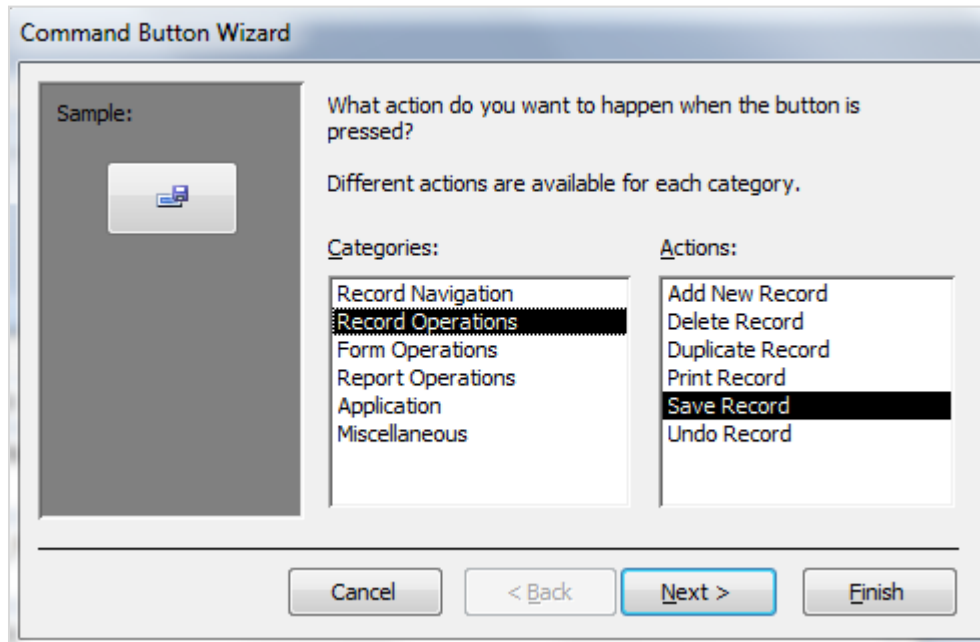 Command Button Wizard
Sample:
What action do you want to happen when the button is
pressed?
Different actions are available for each category.
Categories:
Record Navigation
Record Operations
Form Operations
Report Operations
Application
Miscellaneous
Actions:
Add New Record
Delete Record
Duplicate Record
Print Record
Save Record
Undo Record
Cancel
< Back
Next >
Finish